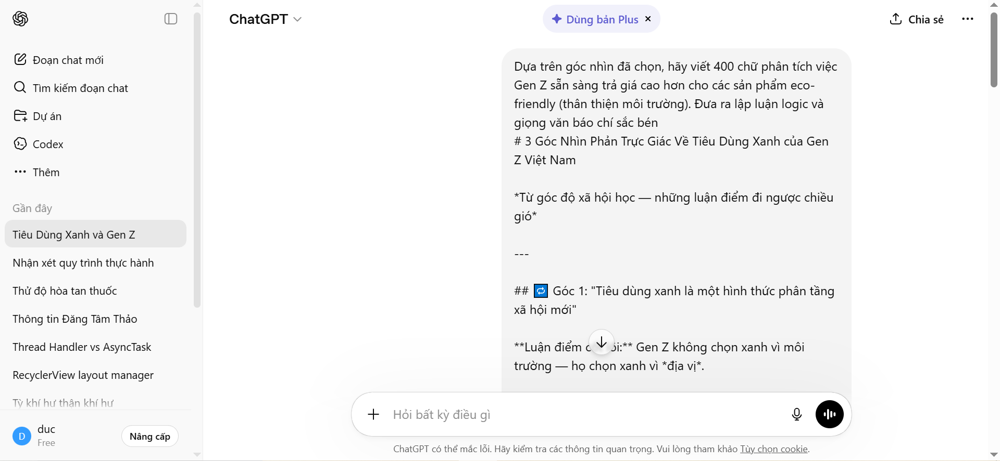 ChatGPT
Dùng bản Plus
Chia sẻ
Đoạn chat mới
Tìm kiếm đoạn chat
Dự án
Codex
Thêm
Gần đây
Tiêu Dùng Xanh và Gen Z
Nhận xét quy trình thực hành
Thử độ hòa tan thuốc
Thông tin Đăng Tâm Thảo
Thread Handler vs AsyncTask
RecyclerView layout manager
Tỳ khí hư thận khí hư
D
duc
Free
Nâng cấp
Dựa trên góc nhìn đã chọn, hãy viết 400 chữ phân tích việc
Gen Z sẵn sàng trả giá cao hơn cho các sản phẩm eco-
friendly (thân thiện môi trường). Đưa ra lập luận logic và
giọng văn báo chí sắc bén
# 3 Góc Nhìn Phản Trực Giác Về Tiêu Dùng Xanh của Gen
Z Việt Nam
*Từ góc độ xã hội học — những luận điểm đi ngược chiều
gió*
---
## 🔁 Góc 1: "Tiêu dùng xanh là một hình thức phân tầng
xã hội mới"
**Luận điểm :** Gen Z không chọn xanh vì môi
trường — họ chọn xanh vì *địa vị*.
Hỏi bất kỳ điều gì
ChatGPT có thể mắc lỗi. Hãy kiểm tra các thông tin quan trọng. Vui lòng tham khảo Tùy chọn cookie.